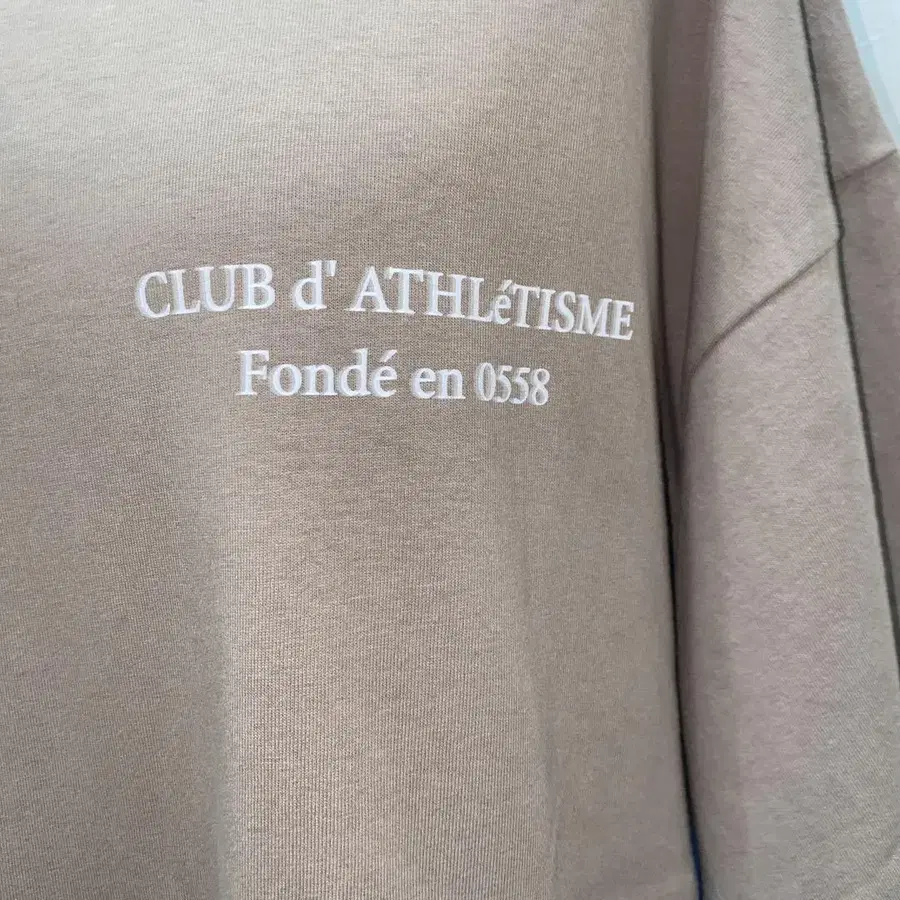 CLUB d' ATHLéTISME
Fondé en 0558